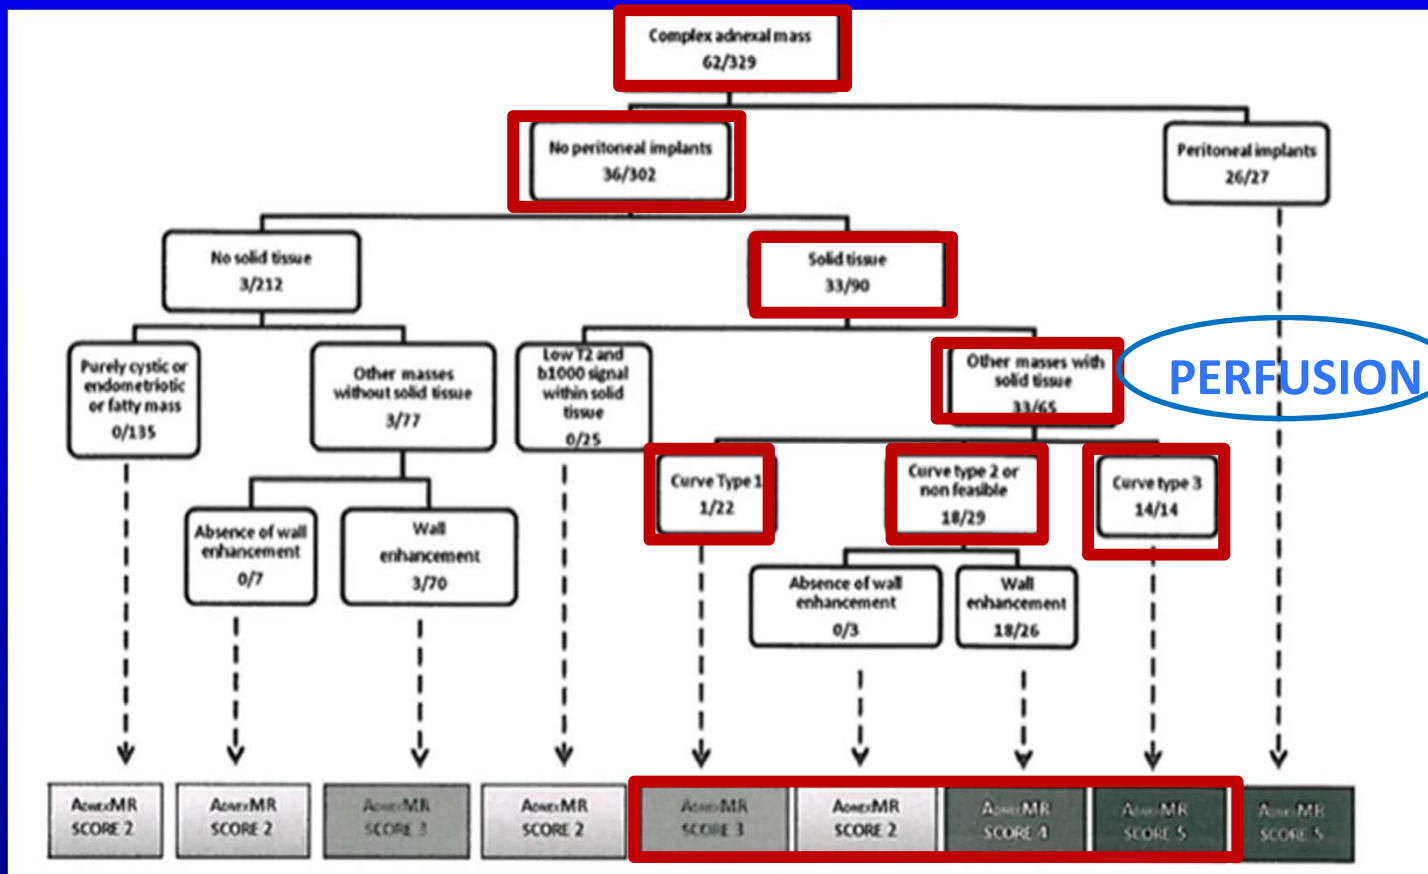 Complex adnexal mass
62/329
No peritoneal implants
36/302
Peritoneal implants
26/27
No solid tissue
3/212
Solid tissue
33/90
Purely cystic or
endometriotic
or fatty mass
0/135
Other masses
without solid tissue
3/77
Low T2 and
b1000 signal
within solid
tissue
0/25
Other masses with
solid tissue
33/65
PERFUSION
Absence of wall
enhancement
0/7
Wall
enhancement
3/70
Curve Type 1
1/22
Curve type 2 or
non feasible
18/29
Curve type 3
14/14
Absence of wall
enhancement
0/3
Wall
enhancement
18/26
ADNEXMR
SCORE 2
ADNEXMR
SCORE 2
ADNEXMR
SCORE 3
ADNEXMR
SCORE 2
ADNEXMR
SCORE 3
ADNEXMR
SCORE 2
ADNEXMR
SCORE 4
ADNEXMR
SCORE 5
ADNEXMR
SCORE 5